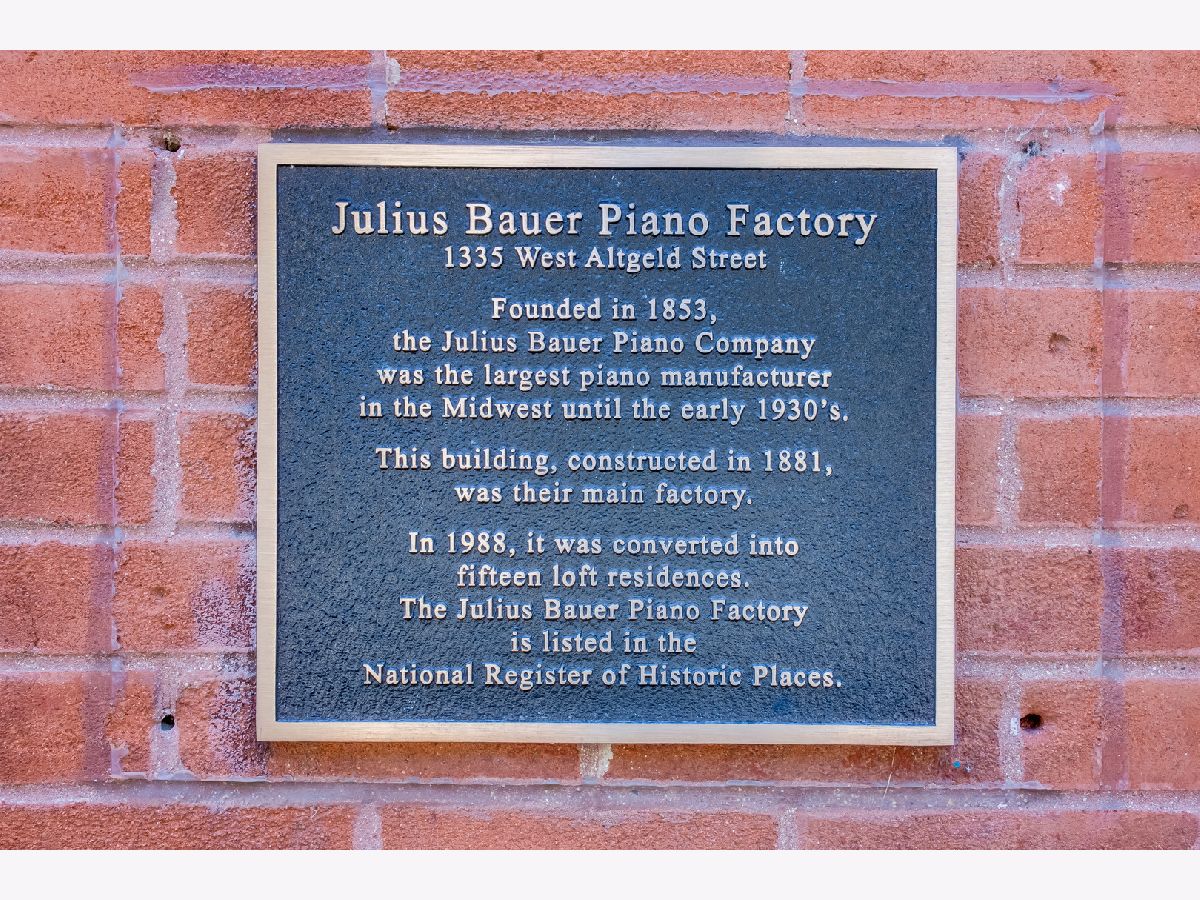 Julius Bauer Piano Factory
1335 West Altgeld Street
Founded in 1853,
the Julius Bauer Piano Company
was the largest piano manufacturer
in the Midwest until the early 1930's.
This building, constructed in 1881,
was their main factory.
In 1988, it was converted into
fifteen loft residences.
The Julius Bauer Piano Factory
is listed in the
National Register of Historic Places.